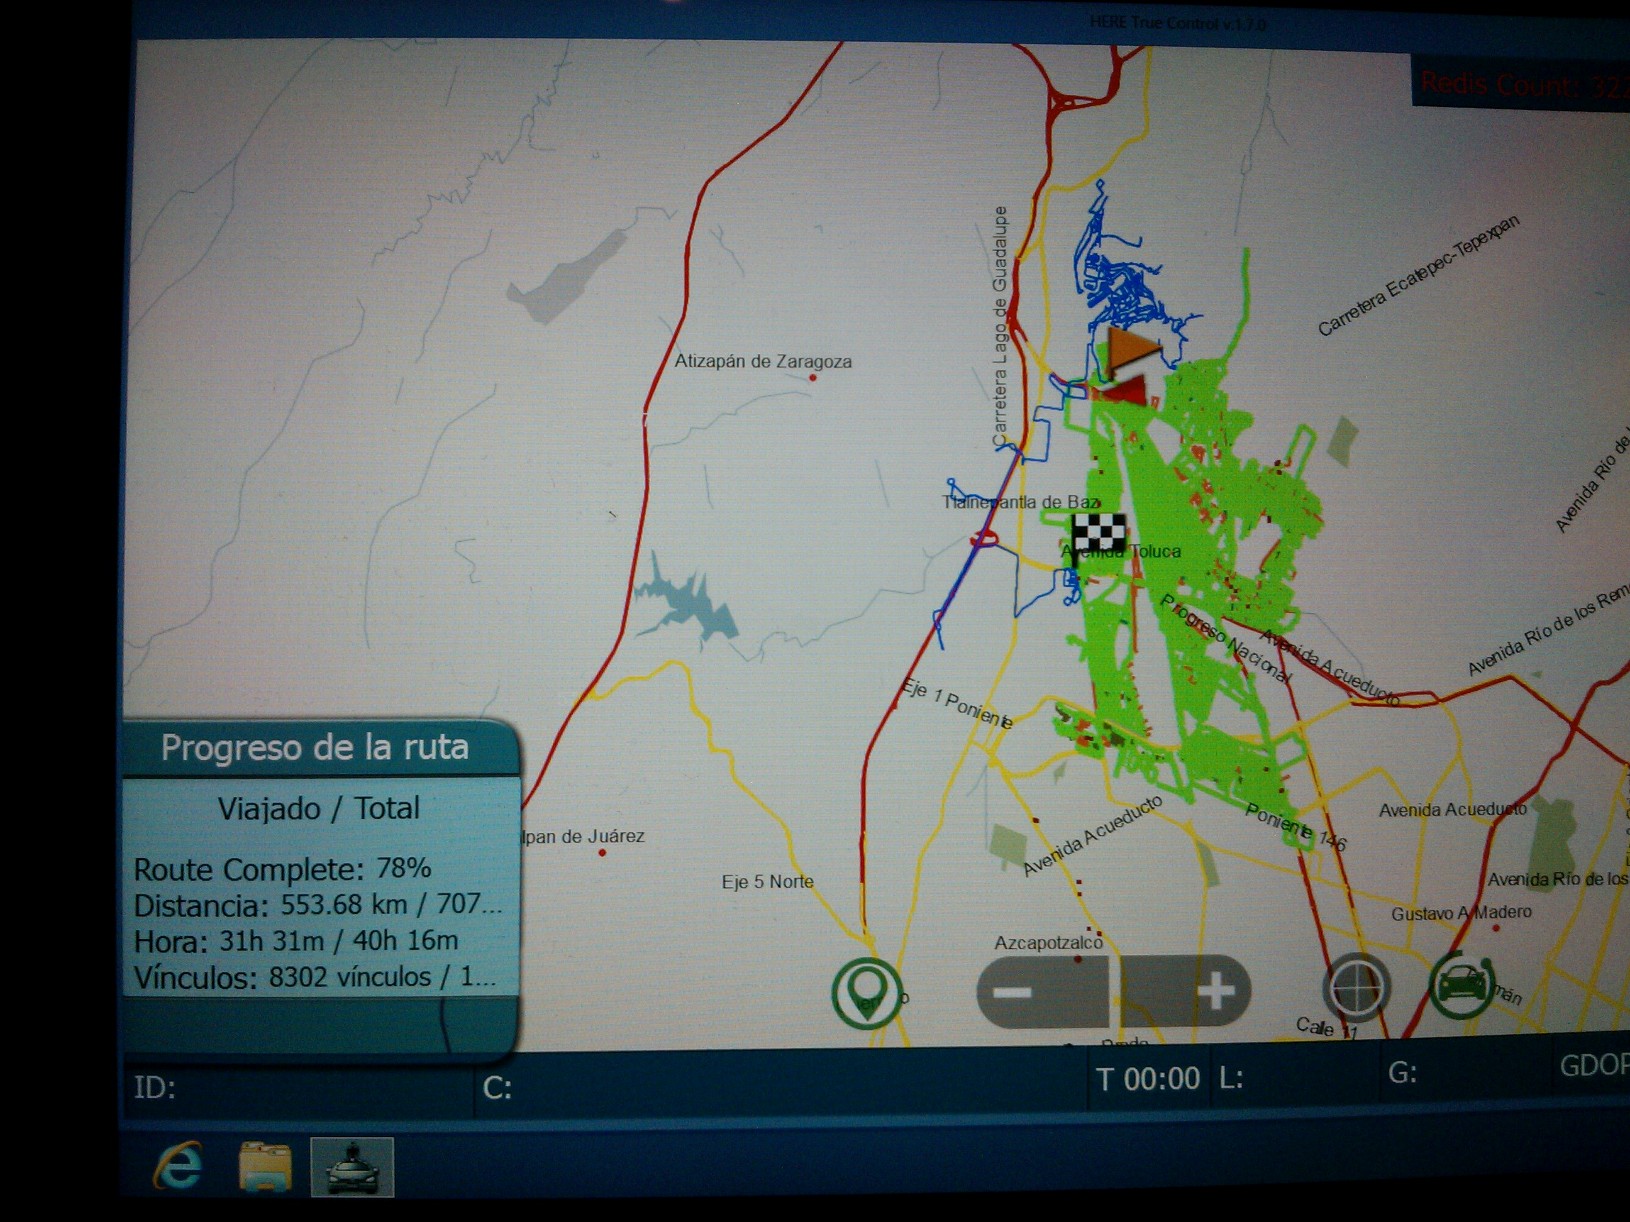 HERE True Control v.1.7.0
Redis Count: 32
Carretera Lago de Guadalupe
Carretera Ecatepec-Tepexpan
Atizapán de Zaragoza
Avenida Río de l
Tlalnepantla de Baz
Avenida Toluca
Progreso Nacional
Avenida Acueducto
Avenida Río de los Rem
Eje 1 Poniente
Progreso de la ruta
Viajado / Total
Route Complete: 78%
Distancia: 553.68 km / 707...
Hora: 31h 31m / 40h 16m
Vínculos: 8302 vínculos / 1...
lpan de Juárez
Eje 5 Norte
Avenida Acueducto
Poniente 146
Avenida Acueducto
Avenida Río de los
Gustavo A Madero
Azcapotzalco
Calle 11
ID:
C:
T 00:00
L:
G:
GDOP